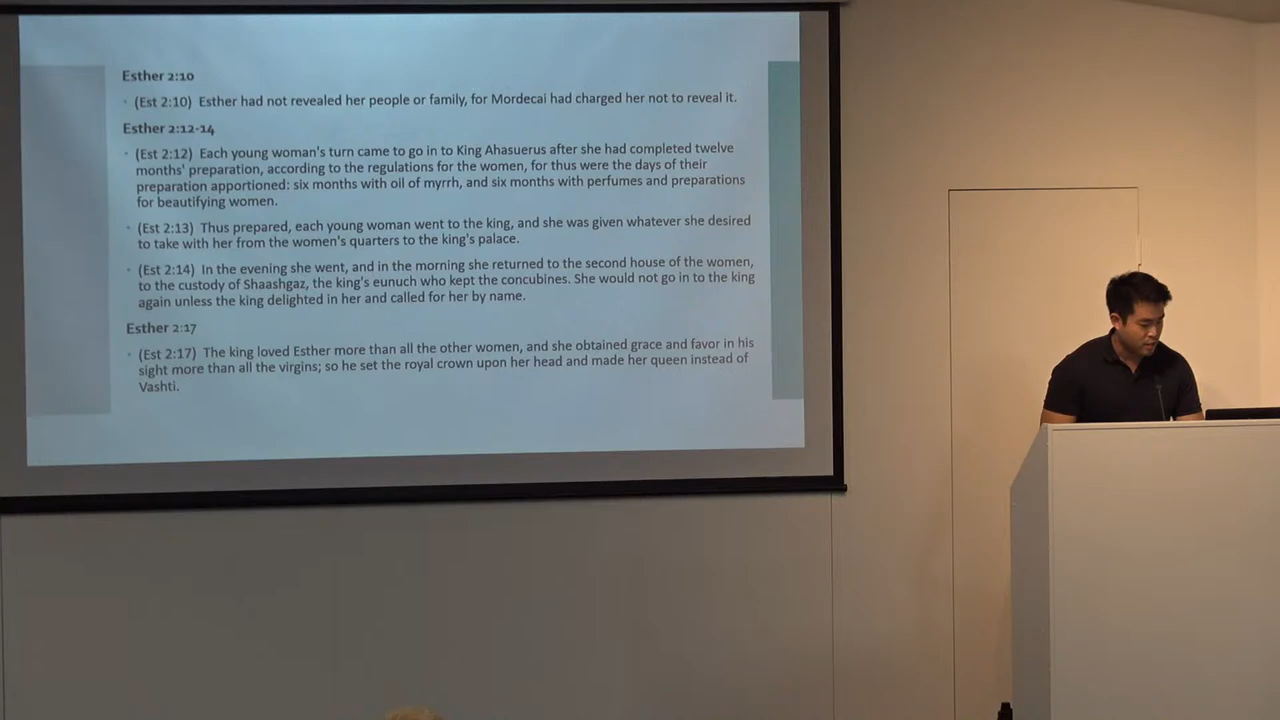 Esther 2:10
(Est 2:10) Esther had not revealed her people or family, for Mordecai had charged her not to reveal it.
Esther 2:12-14
(Est 2:12) Each young woman's turn came to go in to King Ahasuerus after she had completed twelve
months' preparation, according to the regulations for the women, for thus were the days of their
preparation apportioned: six months with oil of myrrh, and six months with perfumes and preparations
for beautifying women.
(Est 2:13) Thus prepared, each young woman went to the king, and she was given whatever she desired
to take with her from the women's quarters to the king's palace.
(Est 2:14) In the evening she went, and in the morning she returned to the second house of the women,
to the custody of Shaashgaz, the king's eunuch who kept the concubines. She would not go in to the king
again unless the king delighted in her and called for her by name.
Esther 2:17
(Est 2:17) The king loved Esther more than all the other women, and she obtained grace and favor in his
sight more than all the virgins; so he set the royal crown upon her head and made her queen instead of
Vashti.